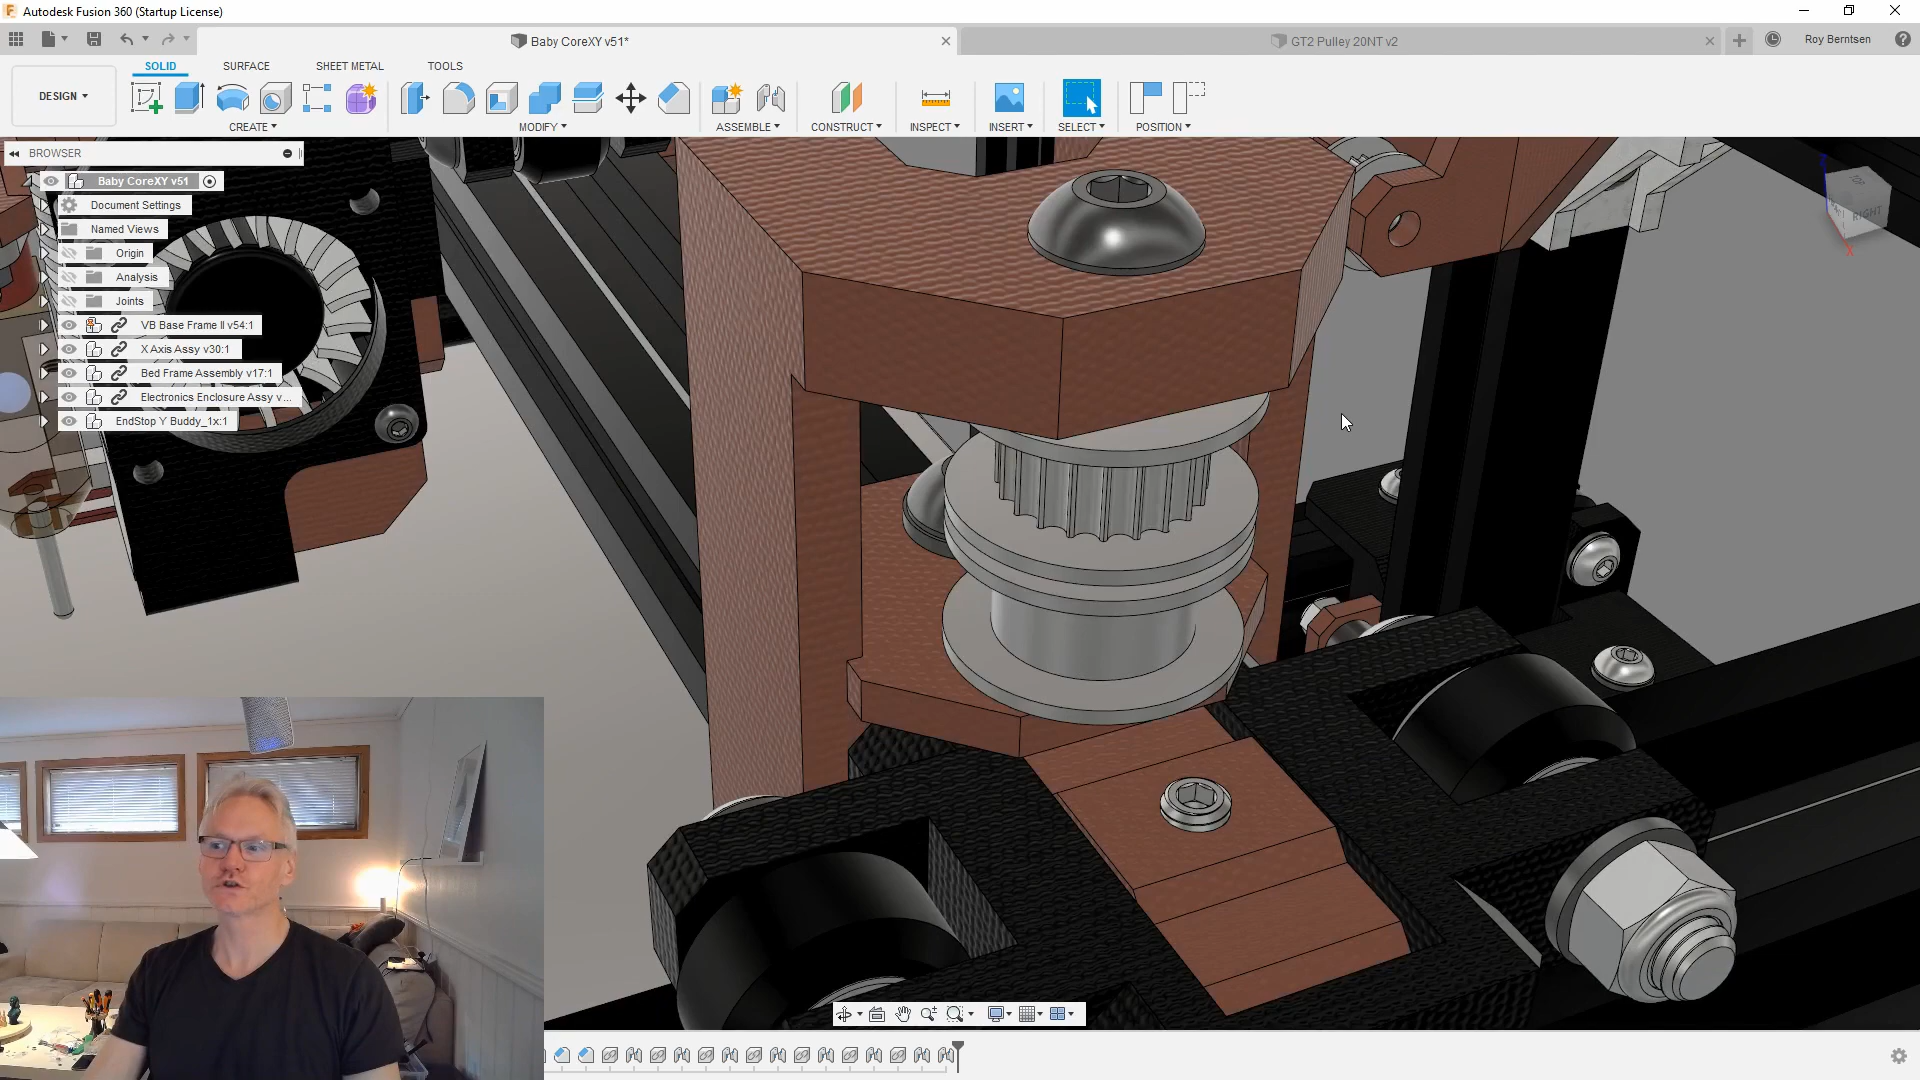 Autodesk Fusion 360 (Startup License)
Baby CoreXY v51*
GT2 Pulley 20NT v2
Roy Berntsen
SOLID
SURFACE
SHEET METAL
TOOLS
DESIGN
CREATE
MODIFY
ASSEMBLE
CONSTRUCT
INSPECT
INSERT
SELECT
POSITION
BROWSER
Baby CoreXY v51
Document Settings
Named Views
Origin
Analysis
Joints
VB Base Frame II v54:1
X Axis Assy v30:1
Bed Frame Assembly v17:1
Electronics Enclosure Assy v...
EndStop Y Buddy_1x:1
TOP
RIGHT
X